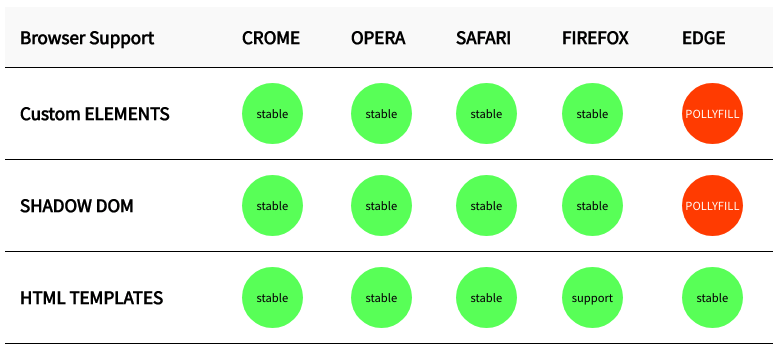 Browser Support CROME OPERA SAFARI FIREFOX EDGE
Custom ELEMENTS stable stable stable stable POLLYFILL
SHADOW DOM stable stable stable stable POLLYFILL
HTML TEMPLATES stable stable stable support stable